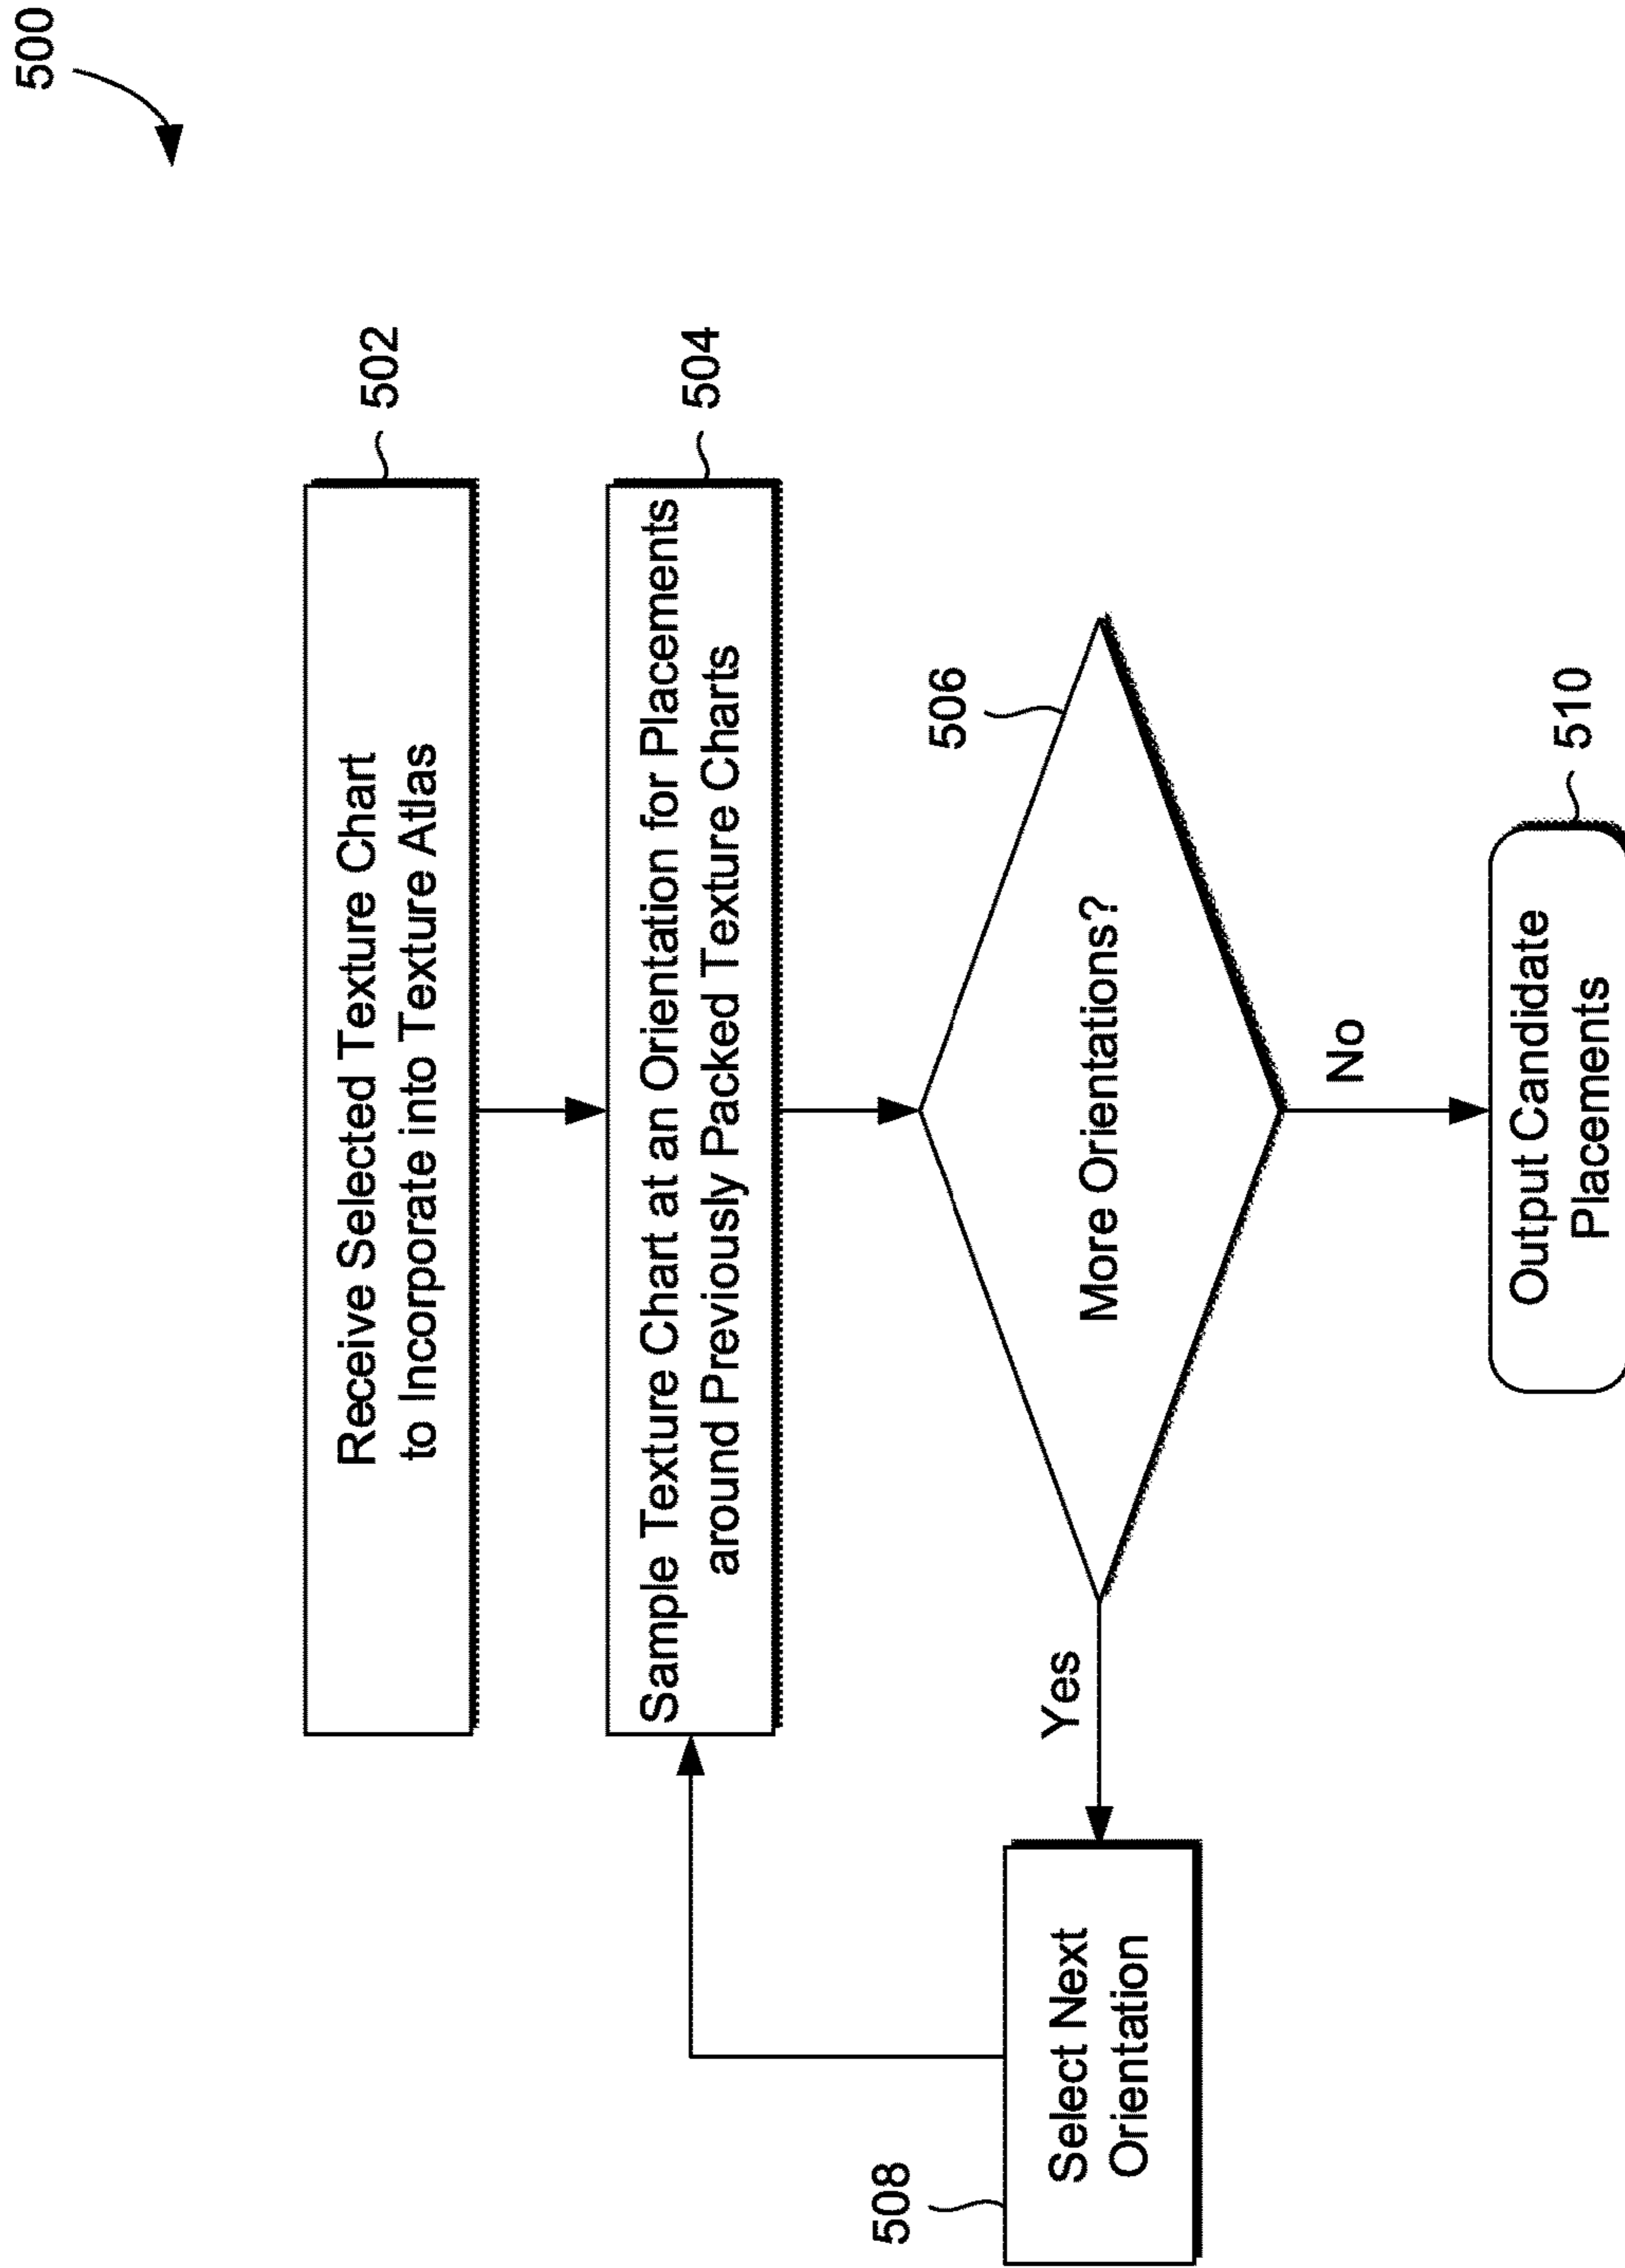 500
Receive Selected Texture Chart
to Incorporate into Texture Atlas
502
Sample Texture Chart at an Orientation for Placements
around Previously Packed Texture Charts
504
More Orientations?
506
Yes
Select Next
Orientation
508
No
Output Candidate
Placements
510